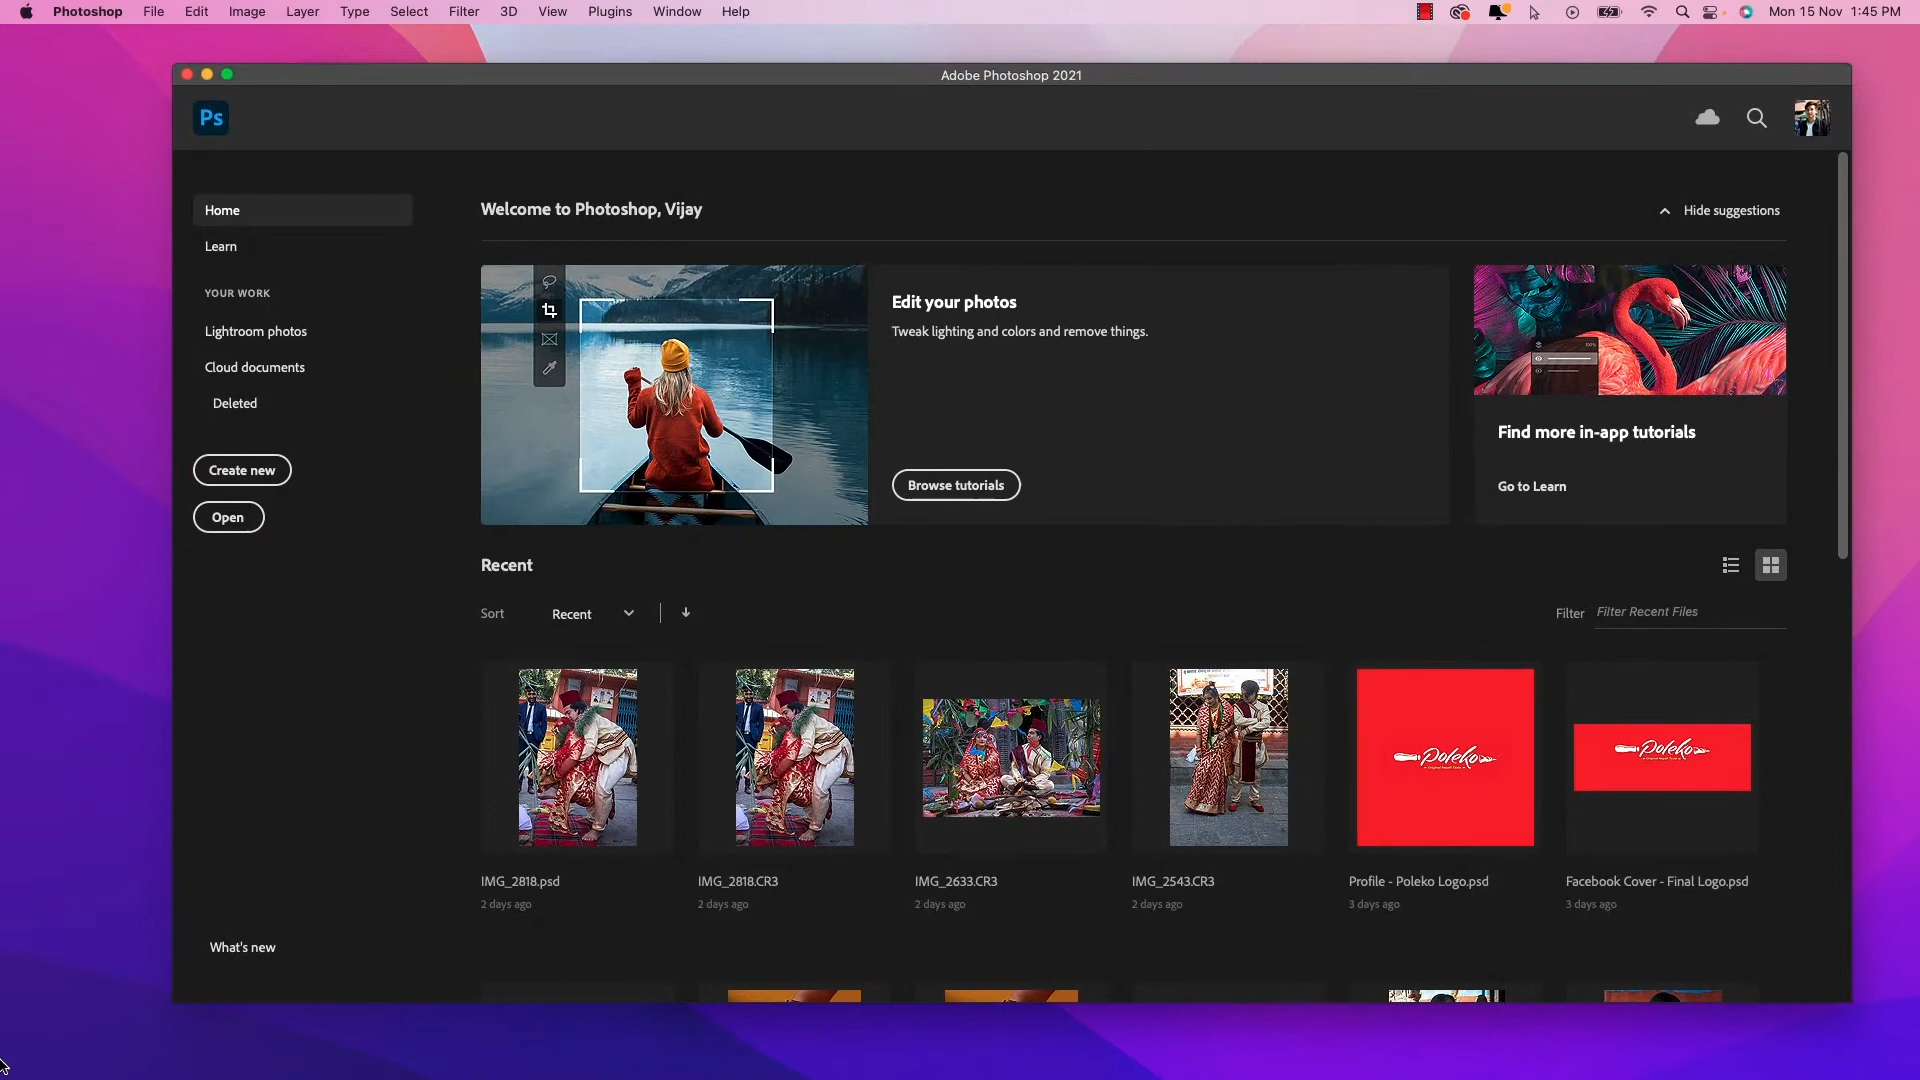 Photoshop File Edit Image Layer Type Select Filter 3D View Plugins Window Help Mon 15 Nov 1:45 PM
Adobe Photoshop 2021
Ps
Home
Learn
YOUR WORK
Lightroom photos
Cloud documents
Deleted
Create new
Open
What's new
Welcome to Photoshop, Vijay
Hide suggestions
Edit your photos
Tweak lighting and colors and remove things.
Browse tutorials
Find more in-app tutorials
Go to Learn
Recent
Sort Recent
Filter Filter Recent Files
Poleko
Poleko
IMG_2818.psd
2 days ago
IMG_2818.CR3
2 days ago
IMG_2633.CR3
2 days ago
IMG_2543.CR3
2 days ago
Profile - Poleko Logo.psd
3 days ago
Facebook Cover - Final Logo.psd
3 days ago